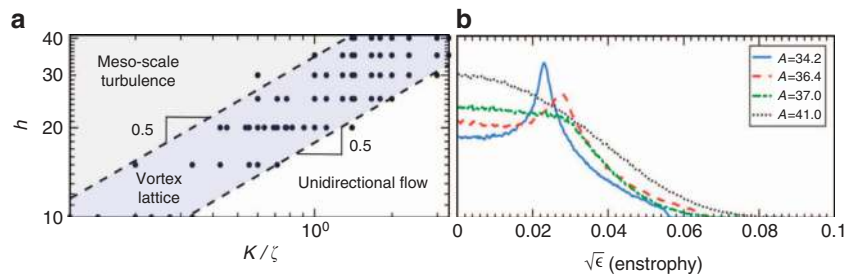 a
b
40
30
20
10
h
Meso-scale
turbulence
0.5
0.5
Vortex
lattice
Unidirectional flow
10⁰
K / ζ
A=34.2
A=36.4
A=37.0
A=41.0
0
0.02
0.04
0.06
0.08
0.1
√ϵ (enstrophy)